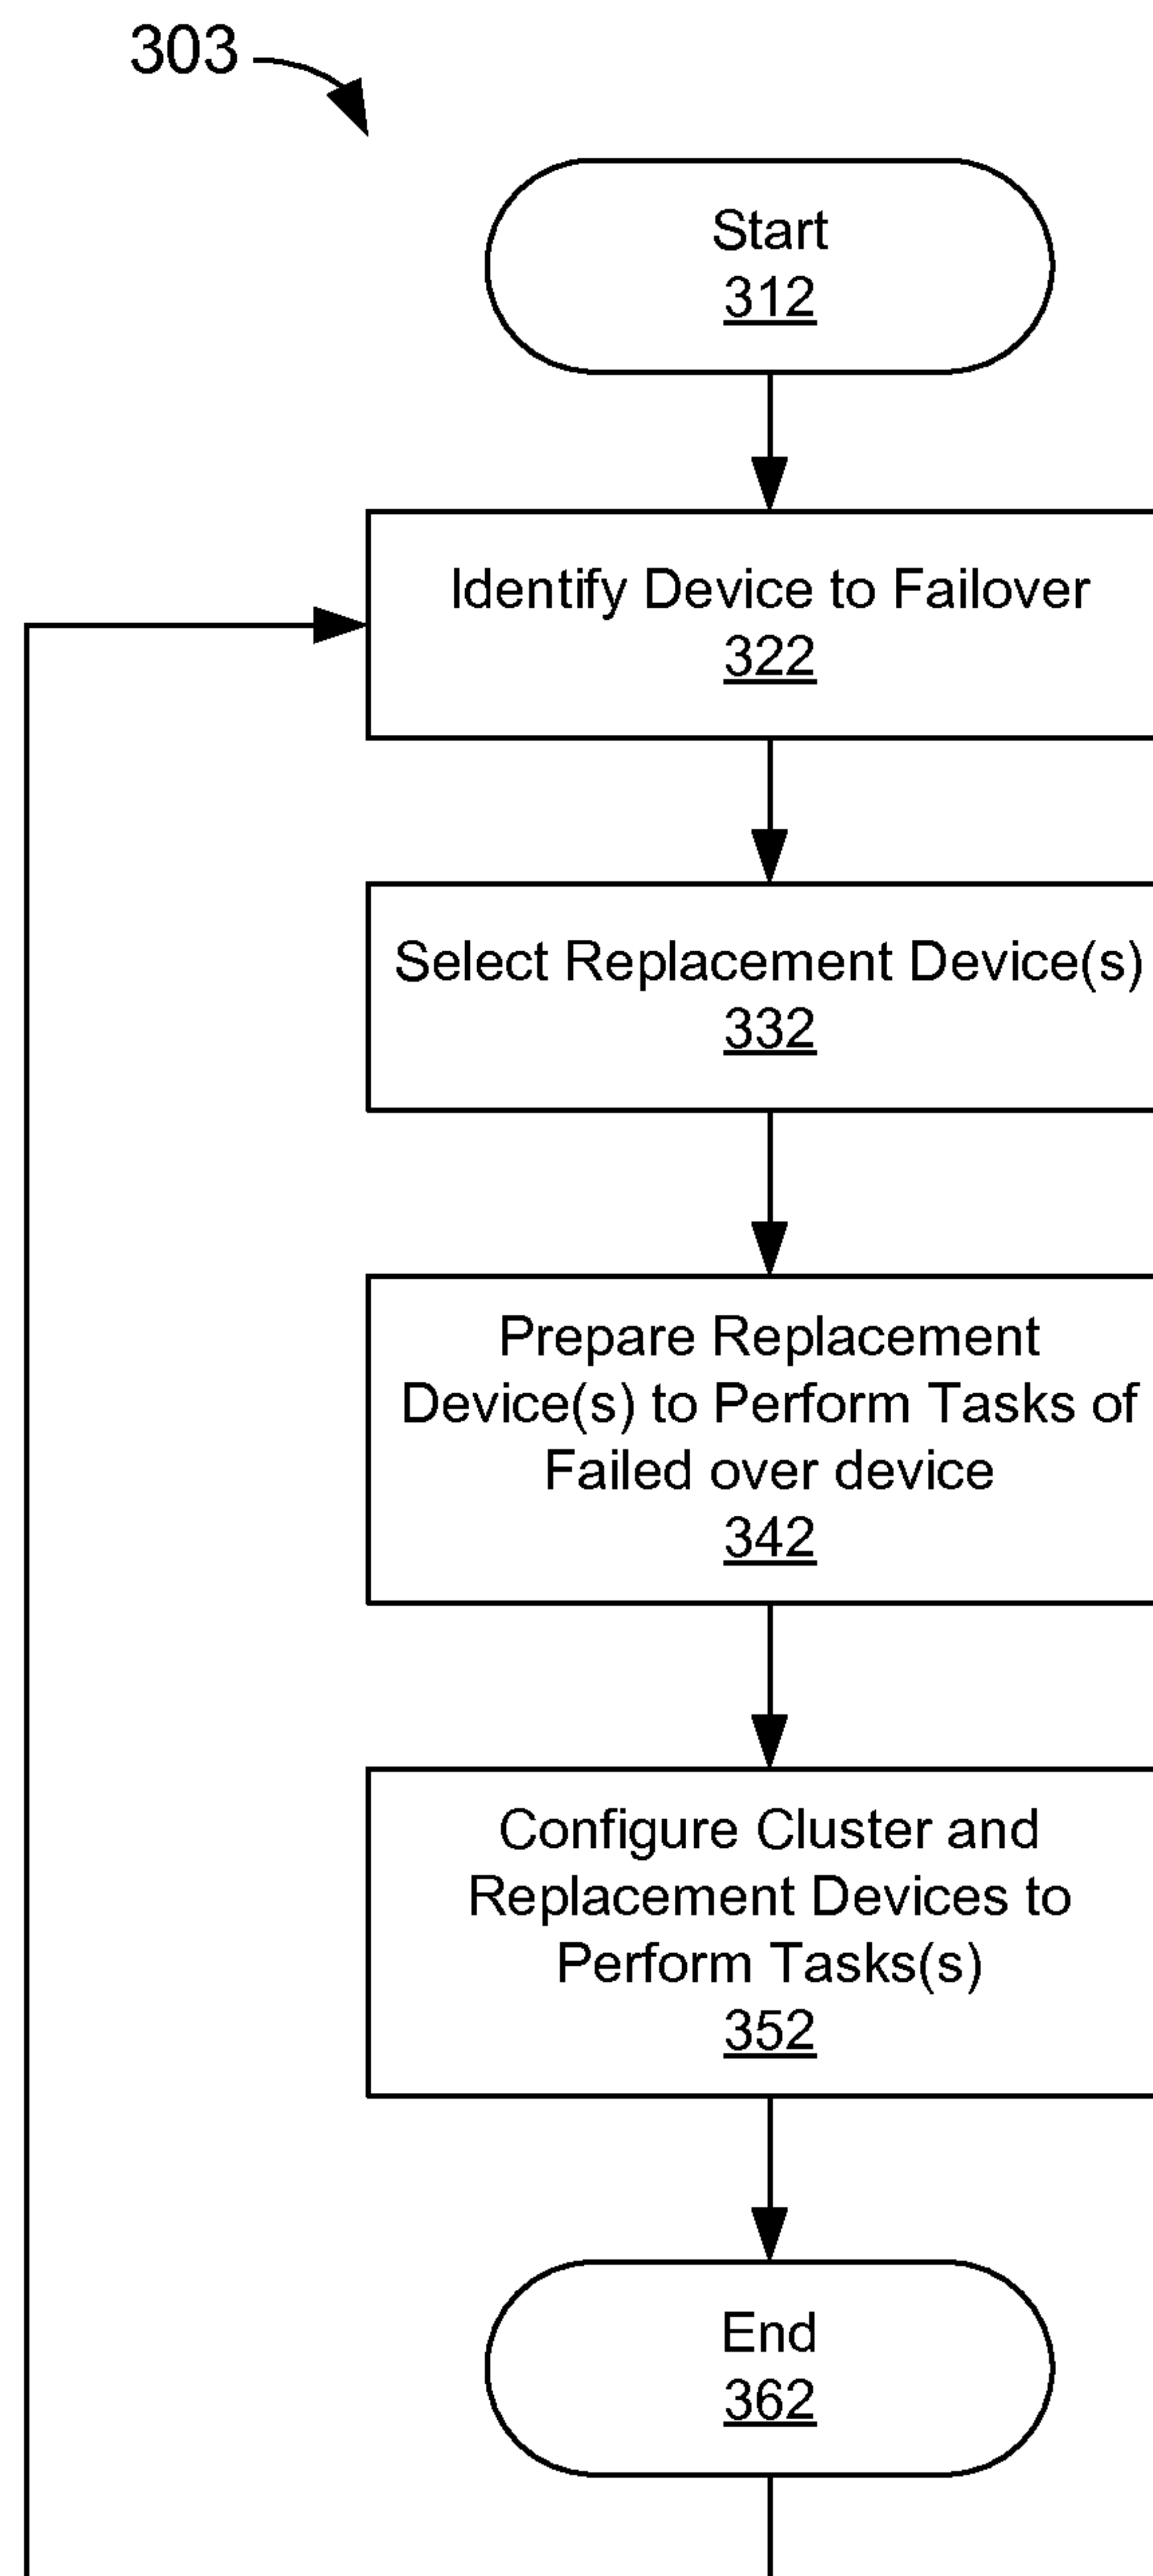 303
Start
312
Identify Device to Failover
322
Select Replacement Device(s)
332
Prepare Replacement
Device(s) to Perform Tasks of
Failed over device
342
Configure Cluster and
Replacement Devices to
Perform Tasks(s)
352
End
362